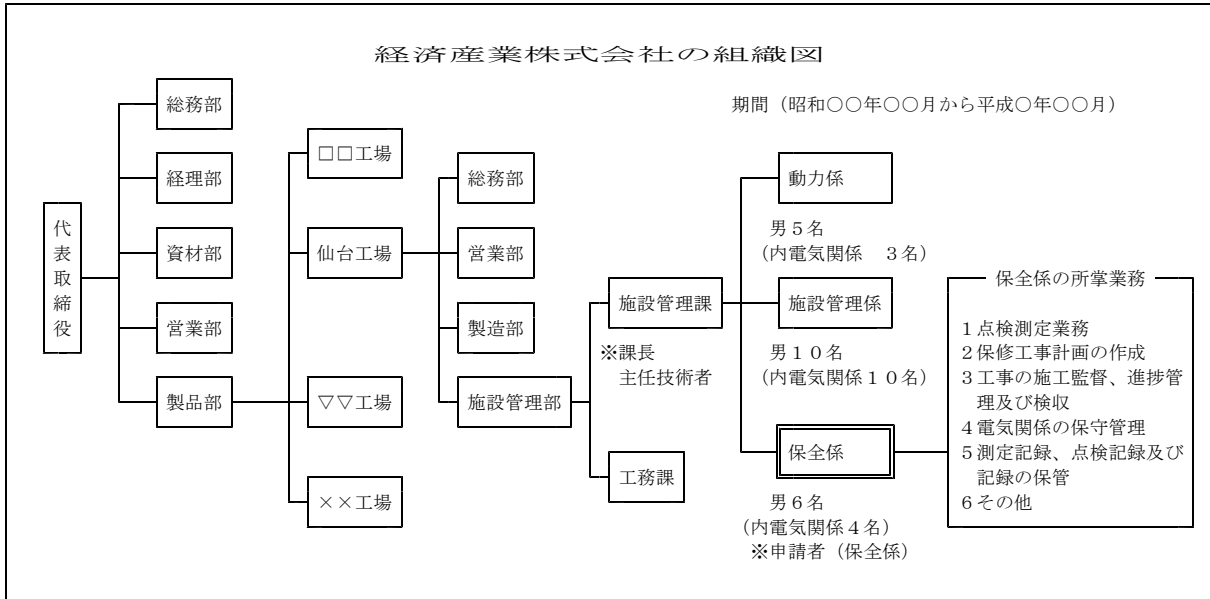 経済産業株式会社の組織図
期間（昭和○○年○○月から平成○年○○月）
代表取締役
総務部
経理部
資材部
営業部
製品部
□□工場
仙台工場
▽▽工場
××工場
総務部
営業部
製造部
施設管理部
施設管理課
※課長
主任技術者
工務課
動力係
男５名
（内電気関係　３名）
施設管理係
男１０名
（内電気関係１０名）
保全係
男６名
（内電気関係４名）
※申請者（保全係）
保全係の所掌業務
１点検測定業務
２保修工事計画の作成
３工事の施工監督、進捗管
理及び検収
４電気関係の保守管理
５測定記録、点検記録及び
記録の保管
６その他